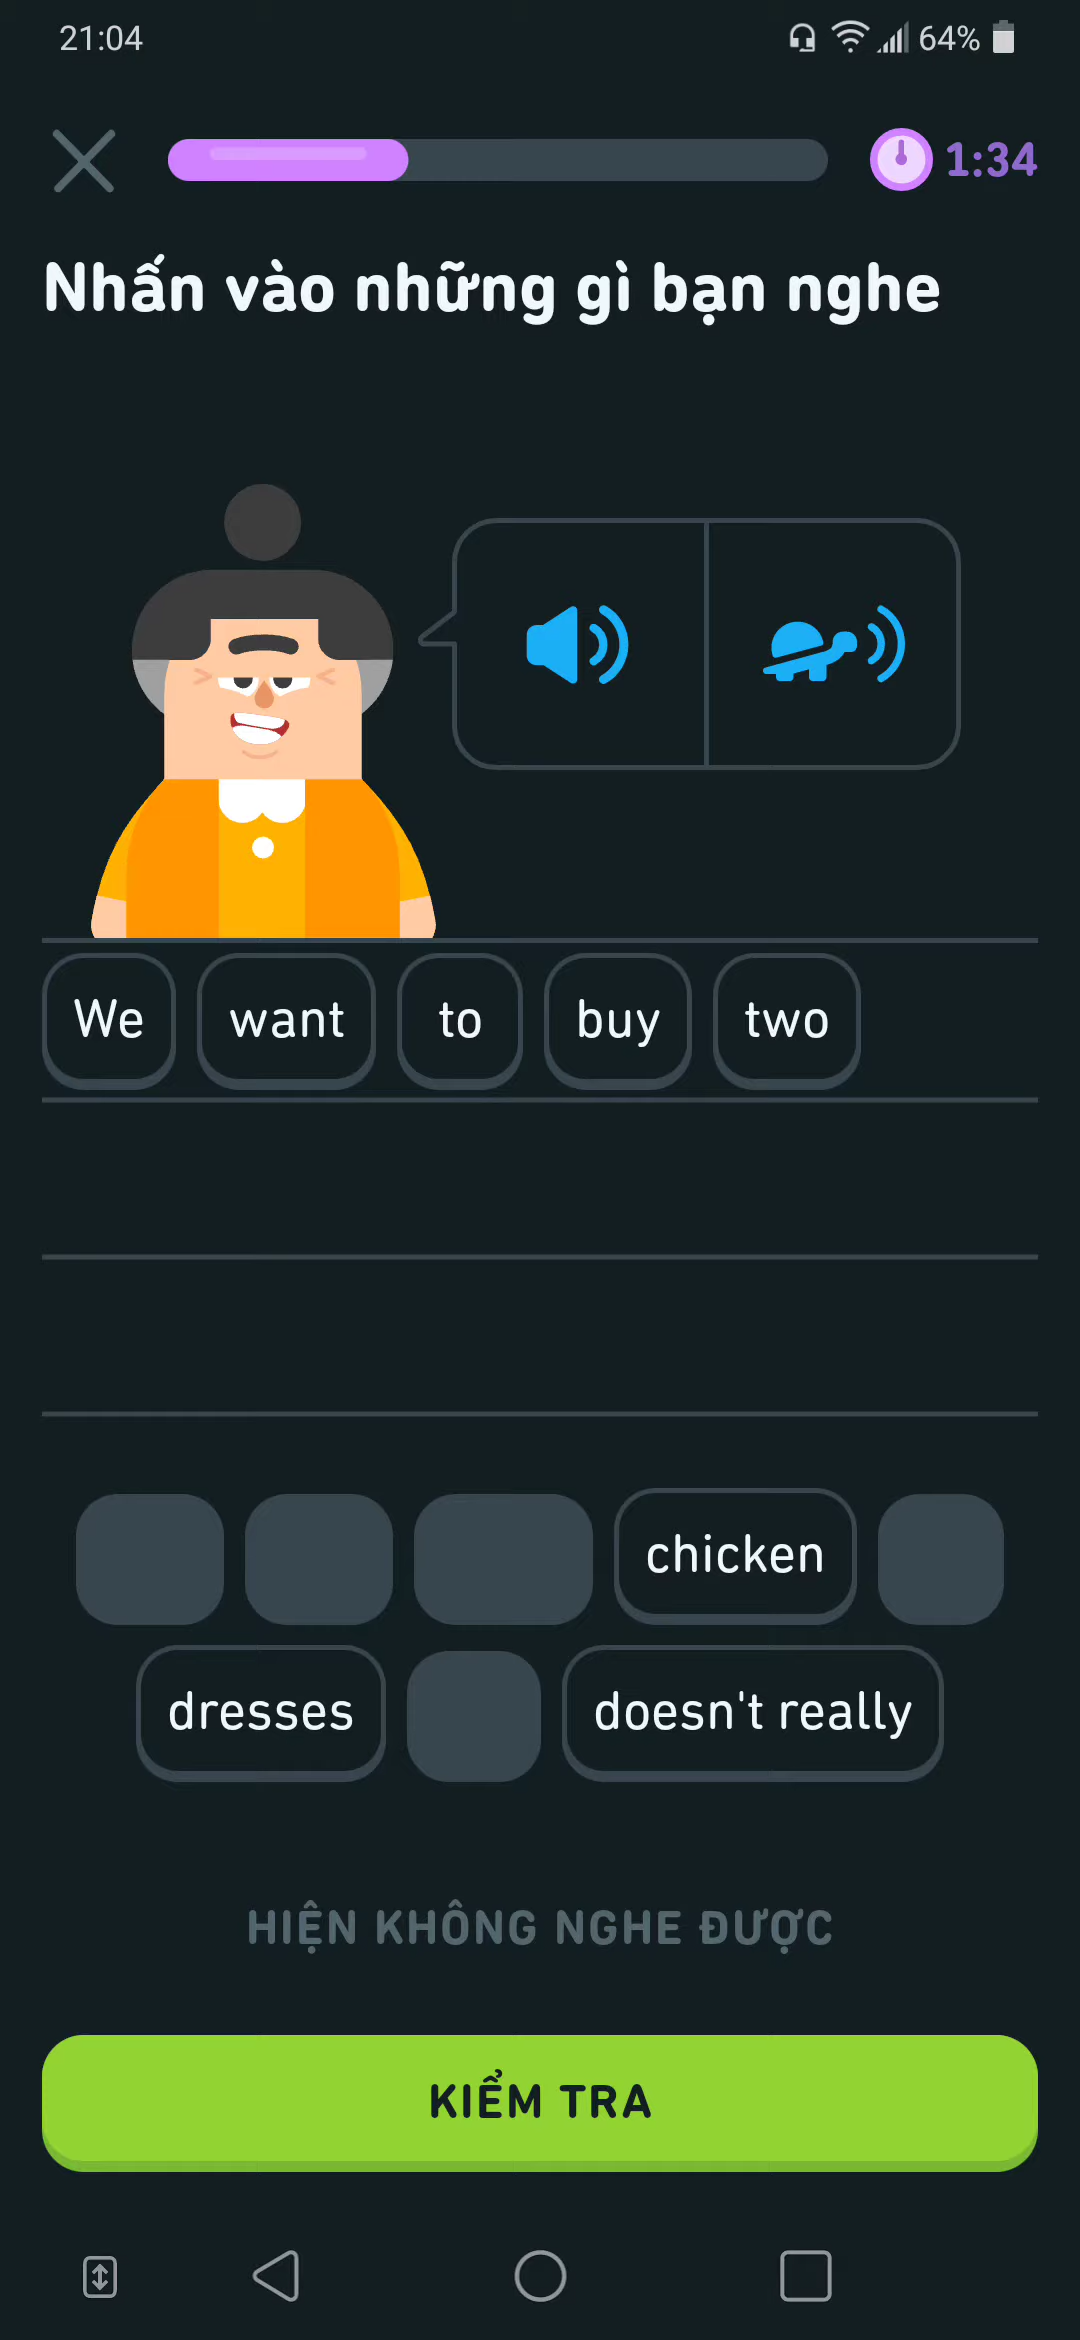 21:04 64%
1:34
Nhấn vào những gì bạn nghe
We want to buy two
chicken
dresses doesn't really
HIỆN KHÔNG NGHE ĐƯỢC
KIỂM TRA